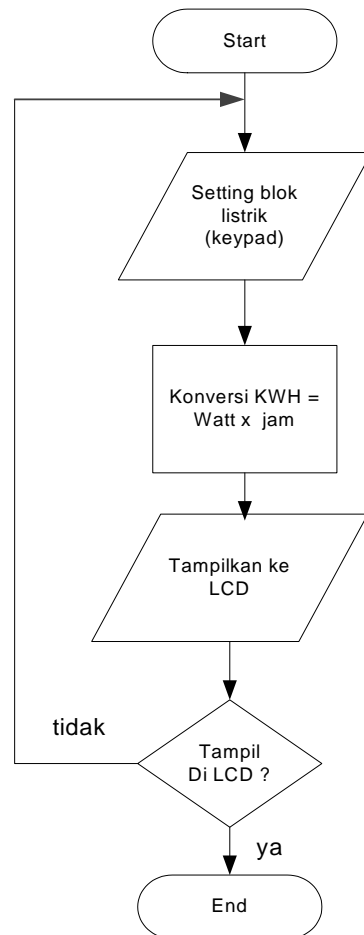 Start
Setting blok
listrik
(keypad)
Konversi KWH =
Watt x jam
Tampilkan ke
LCD
tidak
Tampil
Di LCD ?
ya
End